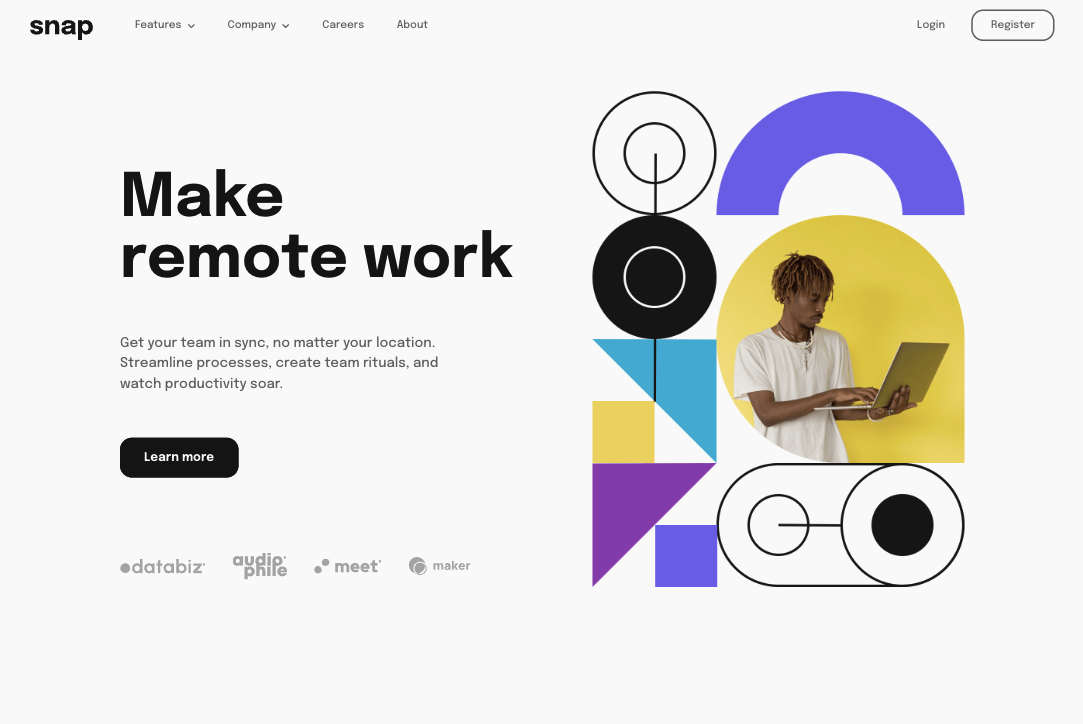 snap Features Company Careers About Login Register
Make
remote work
Get your team in sync, no matter your location.
Streamline processes, create team rituals, and
watch productivity soar.
Learn more
databiz audiophile meet maker